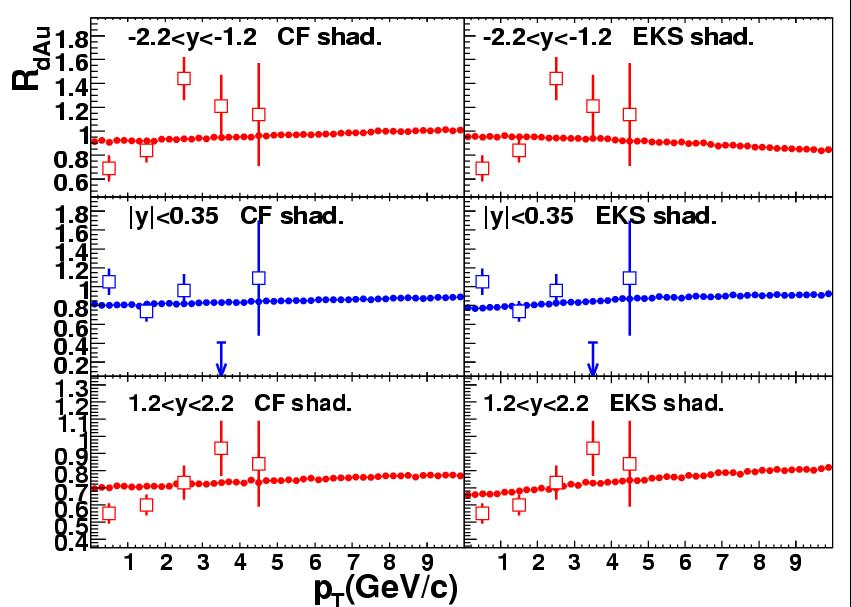 R_dAu
-2.2<y<-1.2 CF shad.
-2.2<y<-1.2 EKS shad.
1.8
1.6
1.4
1.2
1
0.8
0.6
|y|<0.35 CF shad.
|y|<0.35 EKS shad.
1.8
1.6
1.4
1.2
1
0.8
0.6
0.4
0.2
1.2<y<2.2 CF shad.
1.2<y<2.2 EKS shad.
1.3
1.2
1.1
1
0.9
0.8
0.7
0.6
0.5
0.4
1 2 3 4 5 6 7 8 9 1 2 3 4 5 6 7 8 9
p_T(GeV/c)